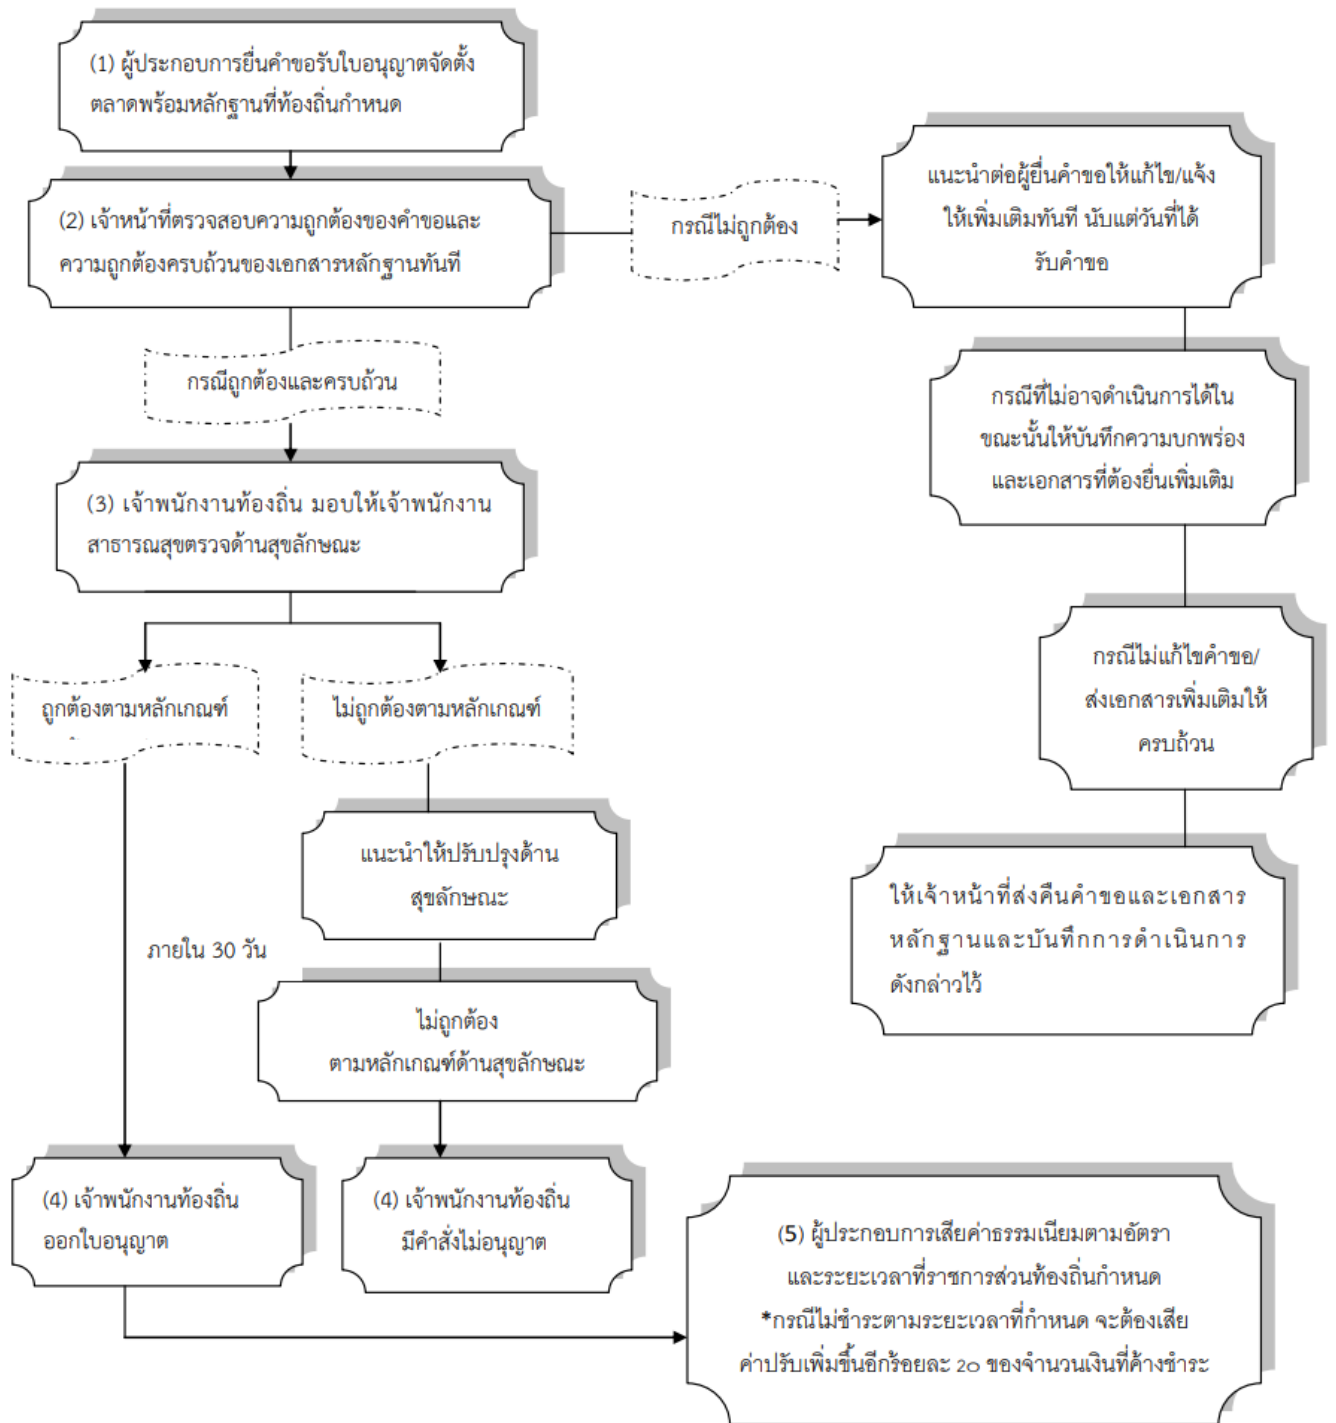 (1) ผู้ประกอบการยื่นคำขอรับใบอนุญาตจัดตั้ง
ตลาดพร้อมหลักฐานที่ท้องถิ่นกำหนด
(2) เจ้าหน้าที่ตรวจสอบความถูกต้องของคำขอและ
ความถูกต้องครบถ้วนของเอกสารหลักฐานทันที
กรณีไม่ถูกต้อง
แนะนำต่อผู้ยื่นคำขอให้แก้ไข/แจ้ง
ให้เพิ่มเติมทันที นับแต่วันที่ได้
รับคำขอ
กรณีถูกต้องและครบถ้วน
กรณีที่ไม่อาจดำเนินการได้ใน
ขณะนั้นให้บันทึกความบกพร่อง
และเอกสารที่ต้องยื่นเพิ่มเติม
(3) เจ้าพนักงานท้องถิ่น มอบให้เจ้าพนักงาน
สาธารณสุขตรวจด้านสุขลักษณะ
กรณีไม่แก้ไขคำขอ/
ส่งเอกสารเพิ่มเติมให้
ครบถ้วน
ถูกต้องตามหลักเกณฑ์
ไม่ถูกต้องตามหลักเกณฑ์
แนะนำให้ปรับปรุงด้าน
สุขลักษณะ
ให้เจ้าหน้าที่ส่งคืนคำขอและเอกสาร
หลักฐานและบันทึกการดำเนินการ
ดังกล่าวไว้
ภายใน 30 วัน
ไม่ถูกต้อง
ตามหลักเกณฑ์ด้านสุขลักษณะ
(4) เจ้าพนักงานท้องถิ่น
ออกใบอนุญาต
(4) เจ้าพนักงานท้องถิ่น
มีคำสั่งไม่อนุญาต
(5) ผู้ประกอบการเสียค่าธรรมเนียมตามอัตรา
และระยะเวลาที่ราชการส่วนท้องถิ่นกำหนด
*กรณีไม่ชำระตามระยะเวลาที่กำหนด จะต้องเสีย
ค่าปรับเพิ่มขึ้นอีกร้อยละ 20 ของจำนวนเงินที่ค้างชำระ